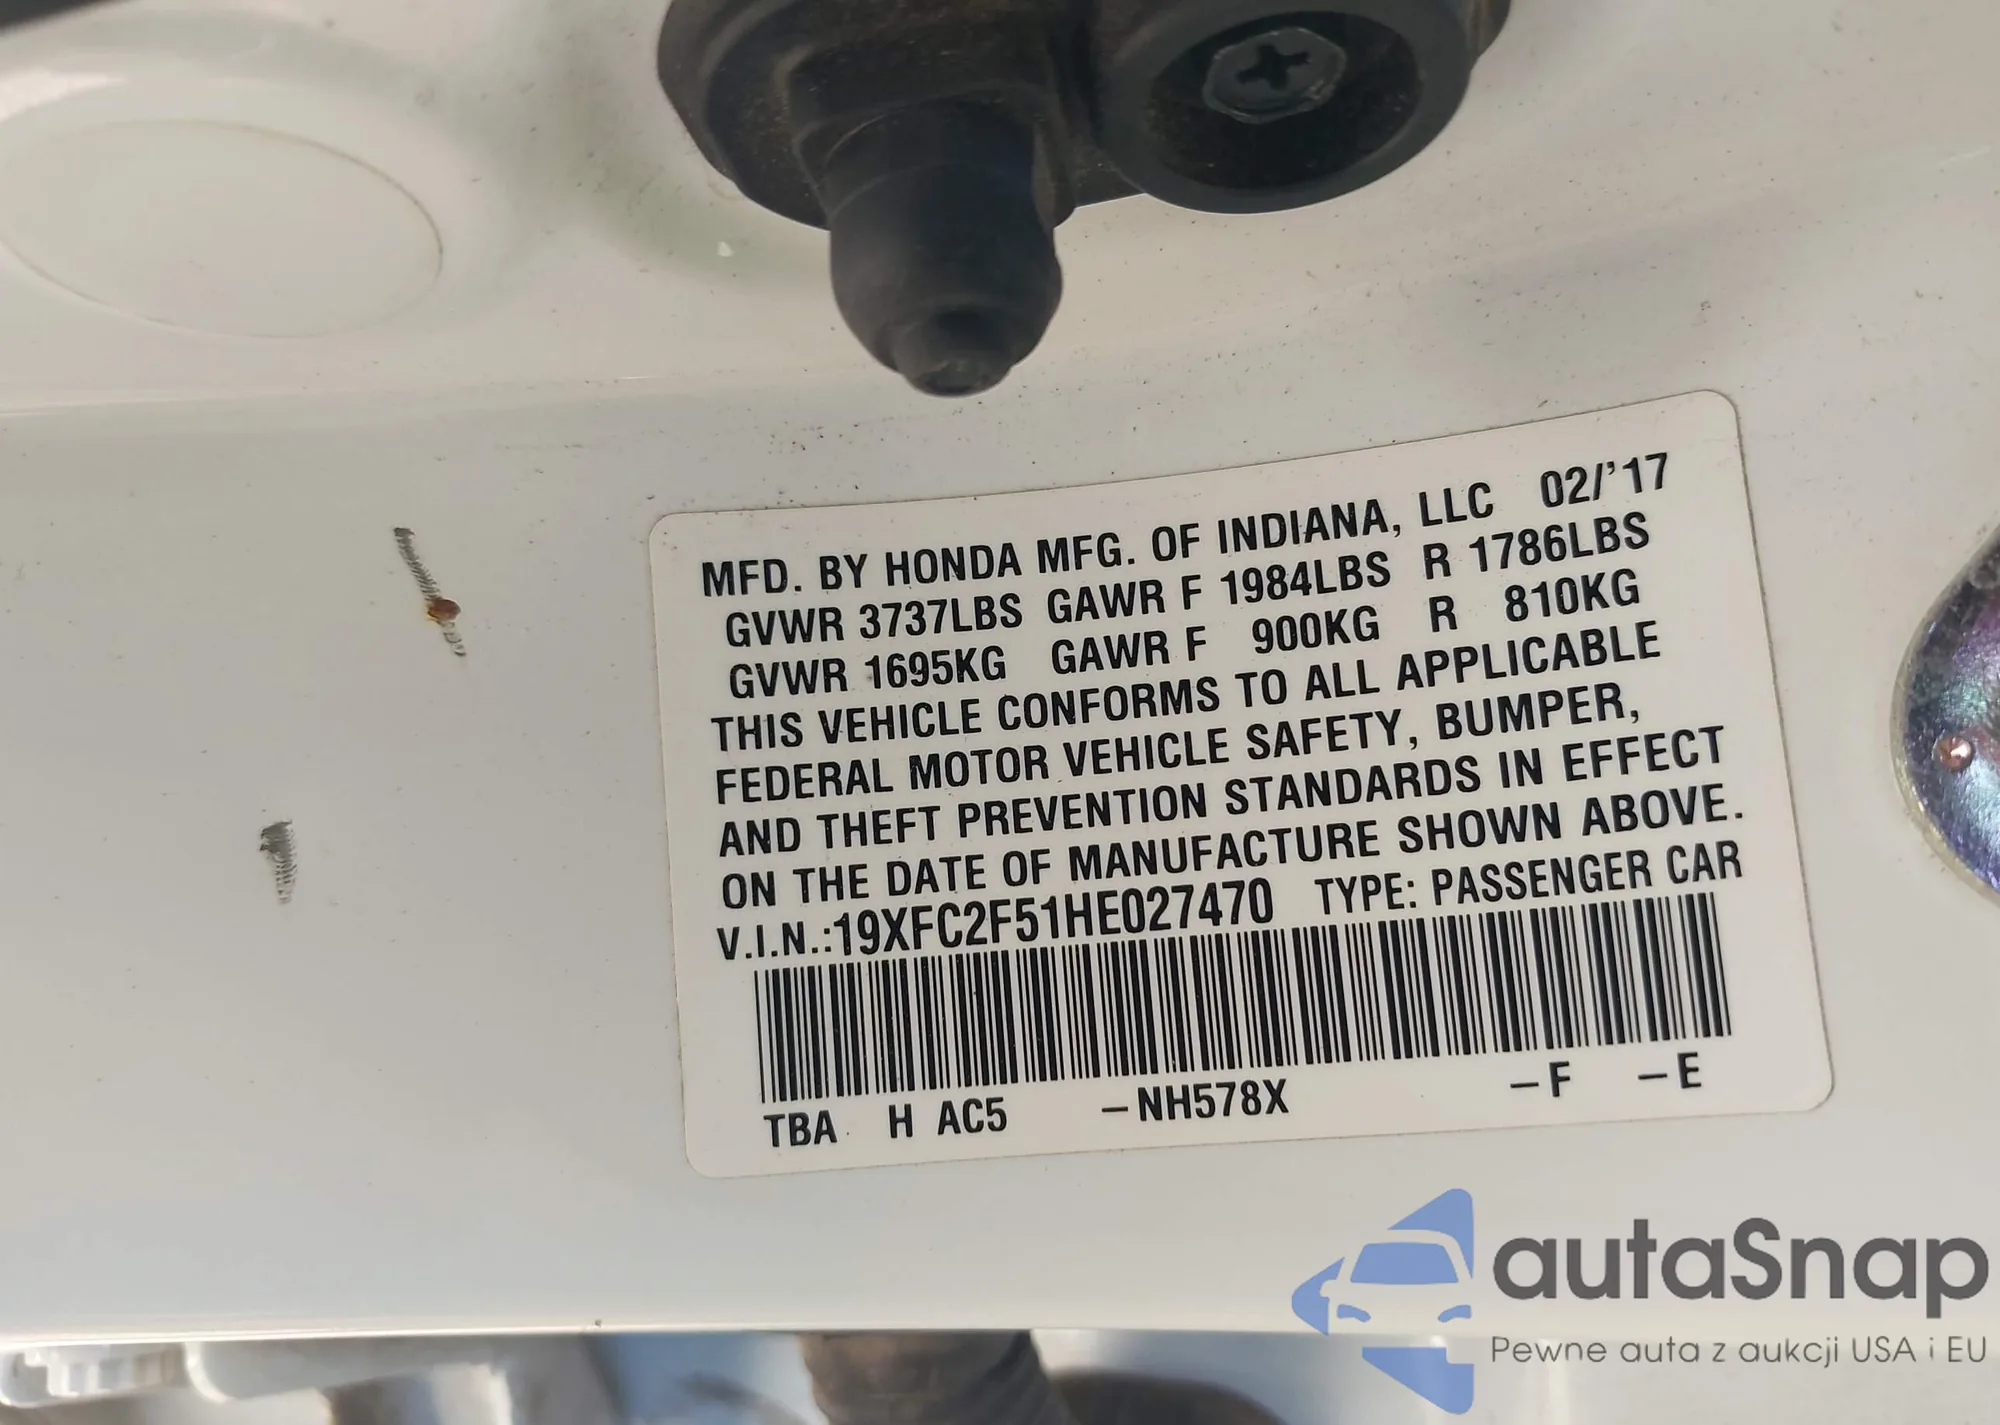 MFD. BY HONDA MFG. OF INDIANA, LLC 02/'17
GVWR 3737LBS GAWR F 1984LBS R 1786LBS
GVWR 1695KG GAWR F 900KG R 810KG
THIS VEHICLE CONFORMS TO ALL APPLICABLE
FEDERAL MOTOR VEHICLE SAFETY, BUMPER,
AND THEFT PREVENTION STANDARDS IN EFFECT
ON THE DATE OF MANUFACTURE SHOWN ABOVE.
V.I.N.:19XFC2F51HE027470 TYPE: PASSENGER CAR
TBA H AC5 –NH578X –F –E
autaSnap
Pewne auta z aukcji USA i EU